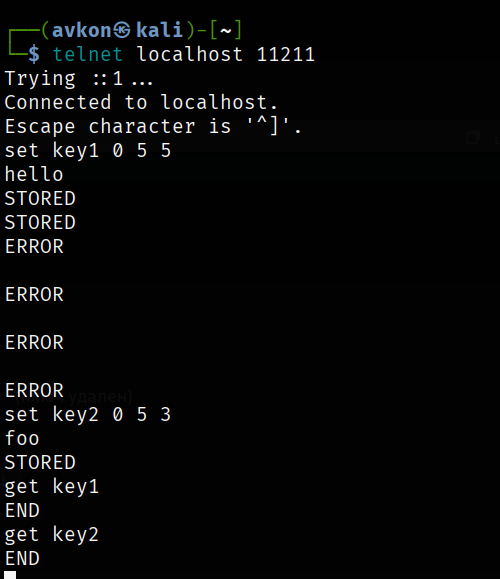 ┌──(avkon㉿kali)-[~]
└─$ telnet localhost 11211
Trying ::1...
Connected to localhost.
Escape character is '^]'.
set key1 0 5 5
hello
STORED
STORED
ERROR
ERROR
ERROR
ERROR
удален)
set key2 0 5 3
foo
STORED
get key1
END
get key2
END